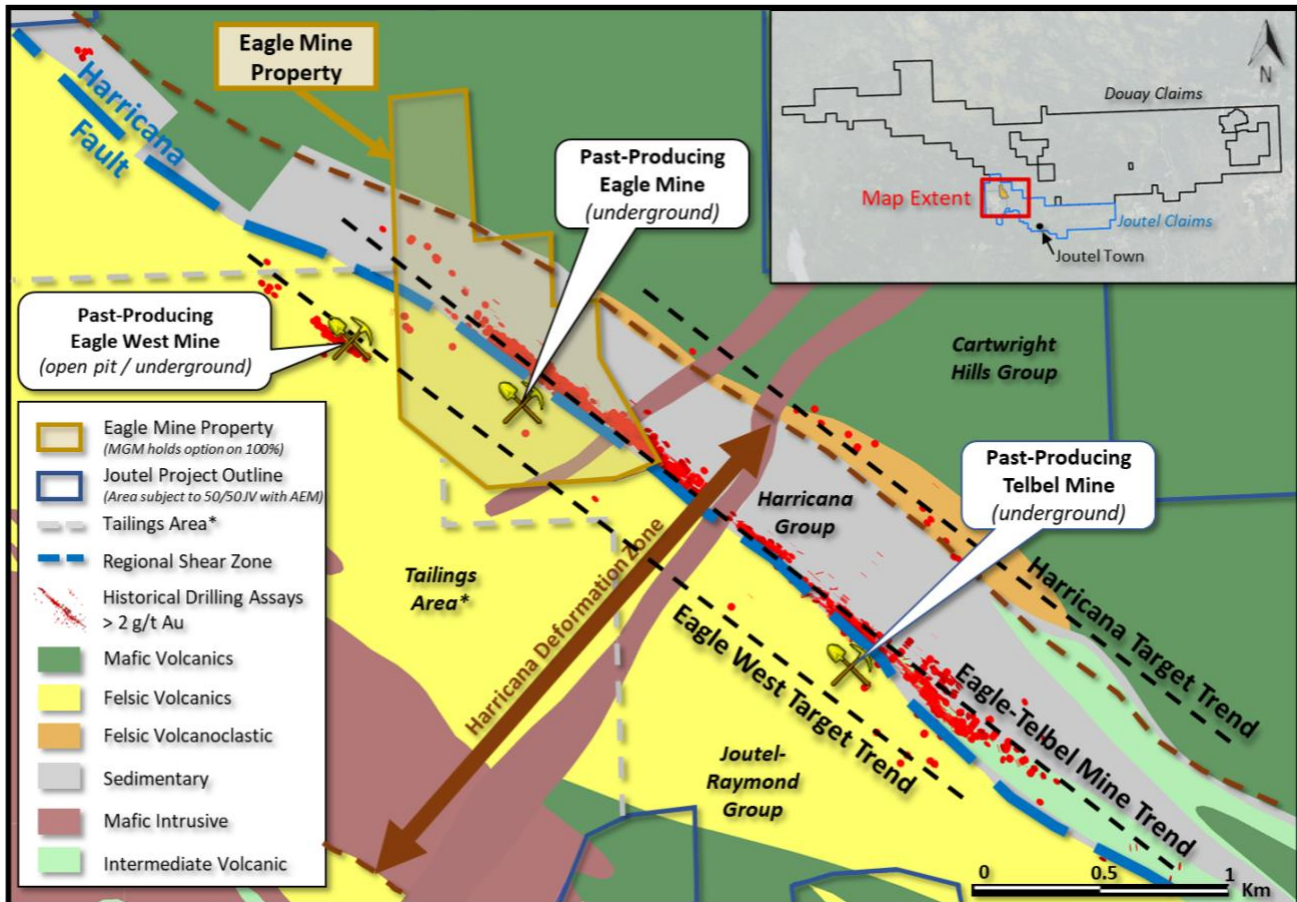 Eagle Mine
Property
Harricana
Fault
Past-Producing
Eagle Mine
(underground)
N
Douay Claims
Map Extent
Joutel Claims
Joutel Town
Past-Producing
Eagle West Mine
(open pit / underground)
Cartwright
Hills Group
Past-Producing
Telbel Mine
(underground)
Harricana
Group
Tailings
Area*
Harricana Deformation Zone
Harricana Target Trend
Eagle-Telbel Mine Trend
Eagle West Target Trend
Joutel-
Raymond
Group
Eagle Mine Property
(MGM holds option on 100%)
Joutel Project Outline
(Area subject to 50/50 JV with AEM)
Tailings Area*
Regional Shear Zone
Historical Drilling Assays
> 2 g/t Au
Mafic Volcanics
Felsic Volcanics
Felsic Volcanoclastic
Sedimentary
Mafic Intrusive
Intermediate Volcanic
0 0.5 1
Km